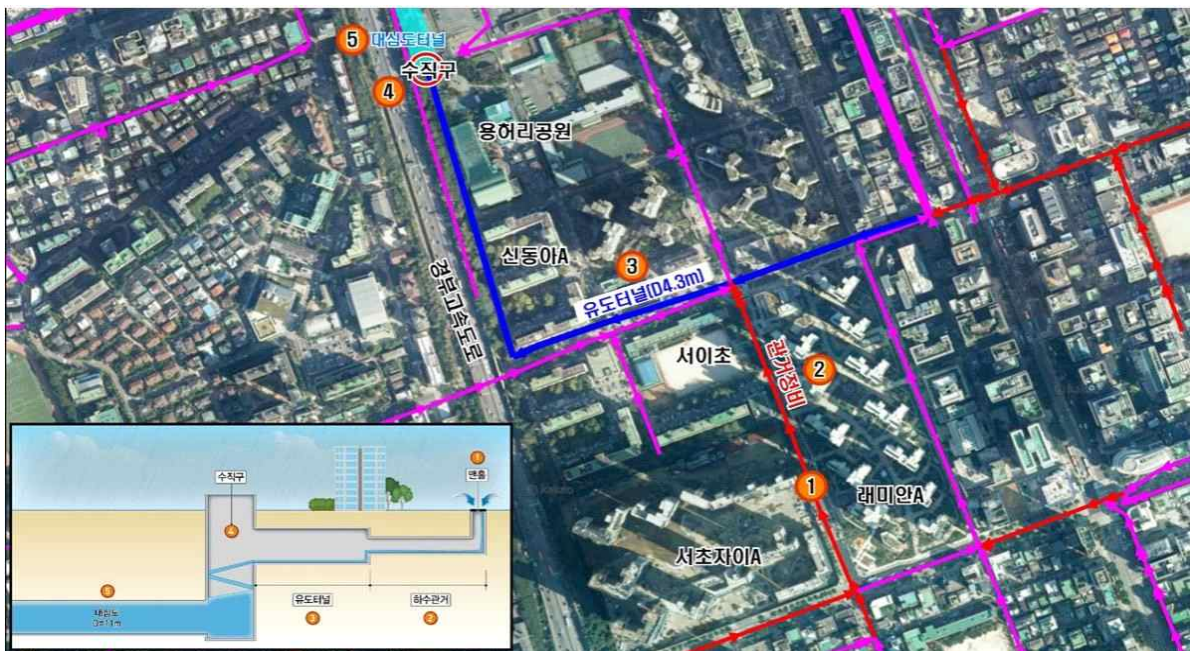 5 대심도터널
수직구
4
용허리공원
신동아A
3
유도터널(D4.3m)
경부고속도로
서이초
관거정비
2
1
래미안A
서초자이A
1
맨홀
수직구
4
5
대심도
유도터널
하수관거
3
2